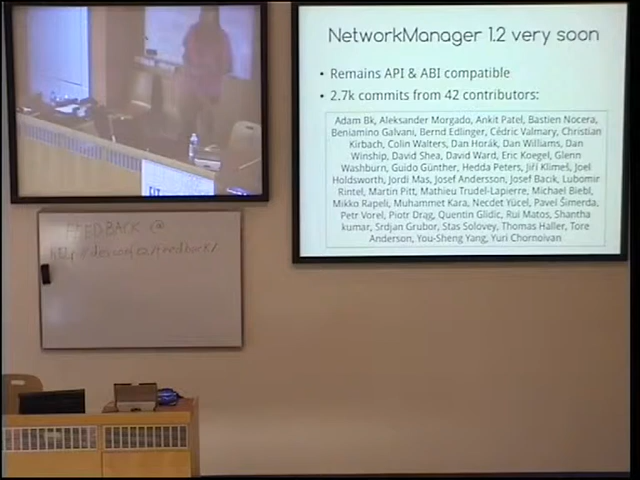 NetworkManager 1.2 very soon
• Remains API & ABI compatible
• 2.7k commits from 42 contributors:
Adam Bk, Aleksander Morgado, Ankit Patel, Bastien Nocera,
Beniamino Galvani, Bernd Edlinger, Cédric Valmary, Christian
Kirbach, Colin Walters, Dan Horák, Dan Williams, Dan
Winship, David Shea, David Ward, Eric Koegel, Glenn
Washburn, Guido Günther, Hedda Peters, Jiří Klimeš, Joel
Holdsworth, Jordi Mas, Josef Andersson, Josef Bacik, Lubomir
Rintel, Martin Pitt, Mathieu Trudel-Lapierre, Michael Biebl,
Mikko Rapeli, Muhammet Kara, Necdet Yücel, Pavel Šimerda,
Petr Vorel, Piotr Drąg, Quentin Glidic, Rui Matos, Shantha
kumar, Srdjan Grubor, Stas Solovey, Thomas Haller, Tore
Anderson, You-Sheng Yang, Yuri Chornoivan
FEEDBACK @
/feedback/